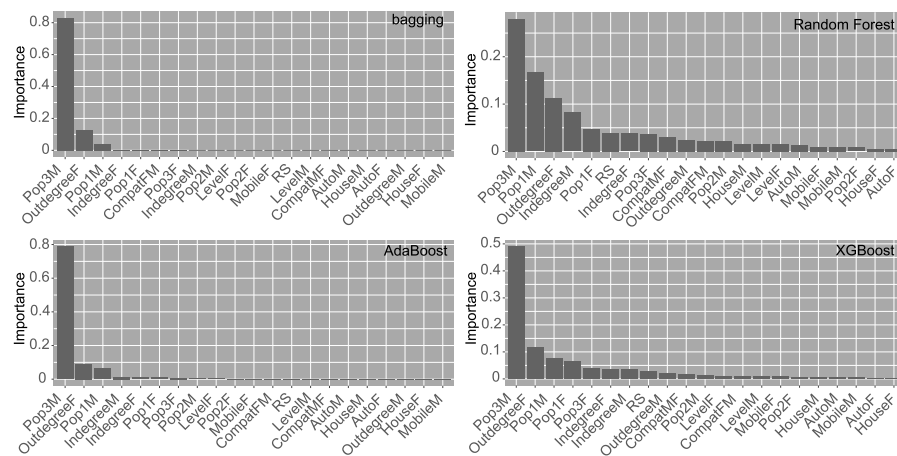 bagging
Importance
0.8
0.6
0.4
0.2
0
Pop3M
OutdegreeF
Pop1M
IndegreeF
Pop1F
CompatFM
Pop3F
IndegreeM
Pop2M
LevelF
Pop2F
MobileF
RS
LevelM
CompatMF
AutoM
HouseM
AutoF
OutdegreeM
HouseF
MobileM
Random Forest
Importance
0.2
0.1
0
Pop3M
Pop1M
OutdegreeF
IndegreeM
Pop1F
RS
IndegreeF
Pop3F
CompatMF
OutdegreeM
CompatFM
Pop2M
HouseM
LevelM
LevelF
AutoM
MobileF
MobileM
Pop2F
HouseF
AutoF
AdaBoost
Importance
0.8
0.6
0.4
0.2
0
Pop3M
OutdegreeF
Pop1M
IndegreeM
IndegreeF
Pop1F
Pop3F
Pop2M
LevelF
Pop2F
MobileF
CompatFM
RS
LevelM
CompatMF
AutoM
HouseM
AutoF
OutdegreeM
HouseF
MobileM
XGBoost
Importance
0.5
0.4
0.3
0.2
0.1
0
Pop3M
OutdegreeF
Pop1M
Pop1F
Pop3F
IndegreeF
IndegreeM
RS
OutdegreeM
CompatMF
Pop2M
LevelF
CompatFM
LevelM
MobileF
Pop2F
HouseM
AutoM
MobileM
AutoF
HouseF